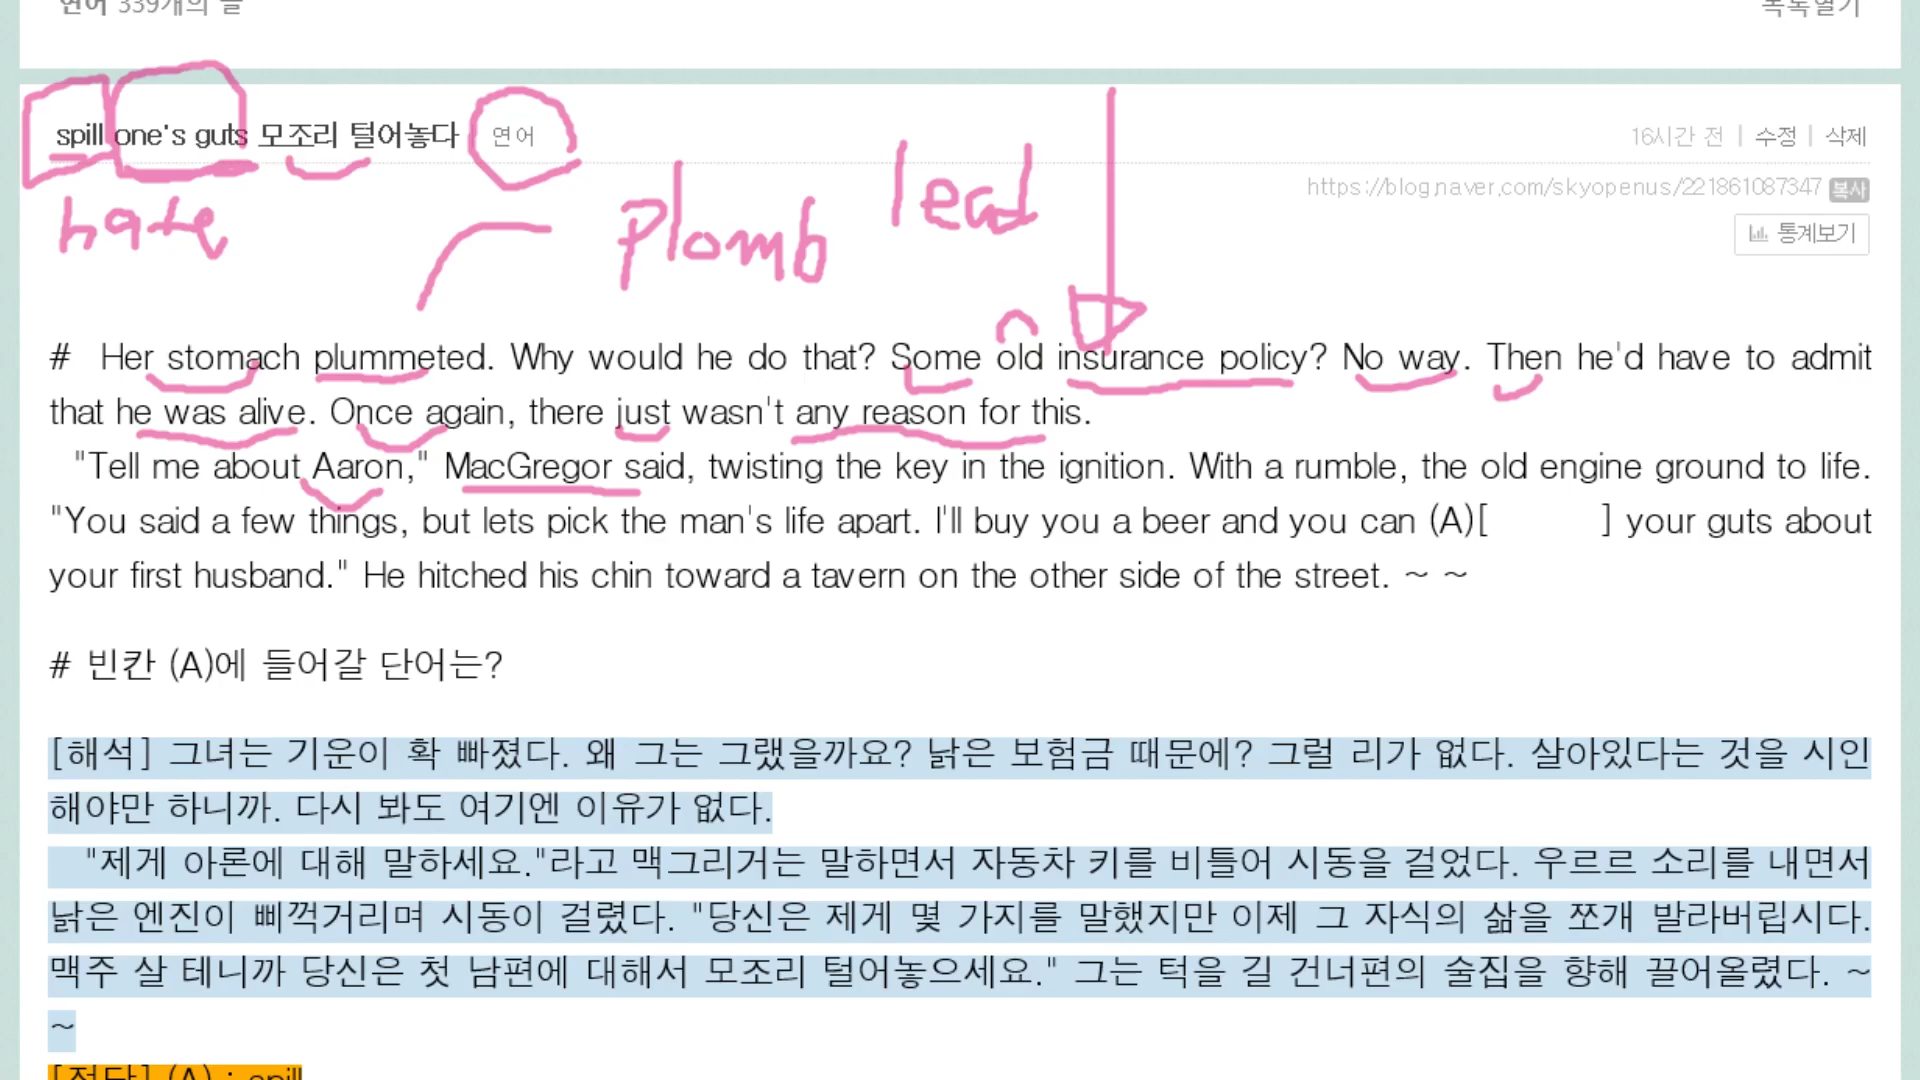 연어 339개의 글
목록열기
spill one's guts 모조리 털어놓다 | 연어
16시간 전 | 수정 | 삭제
https://blog.naver.com/skyopenus/221861087347 복사
통계보기
hate
plomb
lead
# Her stomach plummeted. Why would he do that? Some old insurance policy? No way. Then he'd have to admit
that he was alive. Once again, there just wasn't any reason for this.
"Tell me about Aaron," MacGregor said, twisting the key in the ignition. With a rumble, the old engine ground to life.
"You said a few things, but lets pick the man's life apart. I'll buy you a beer and you can (A)[ ] your guts about
your first husband." He hitched his chin toward a tavern on the other side of the street. ~ ~
# 빈칸 (A)에 들어갈 단어는?
[해석] 그녀는 기운이 확 빠졌다. 왜 그는 그랬을까요? 낡은 보험금 때문에? 그럴 리가 없다. 살아있다는 것을 시인
해야만 하니까. 다시 봐도 여기엔 이유가 없다.
"제게 아론에 대해 말하세요."라고 맥그리거는 말하면서 자동차 키를 비틀어 시동을 걸었다. 우르르 소리를 내면서
낡은 엔진이 삐꺽거리며 시동이 걸렸다. "당신은 제게 몇 가지를 말했지만 이제 그 자식의 삶을 쪼개 발라버립시다.
맥주 살 테니까 당신은 첫 남편에 대해서 모조리 털어놓으세요." 그는 턱을 길 건너편의 술집을 향해 끌어올렸다. ~
~
[정답] (A) : spill